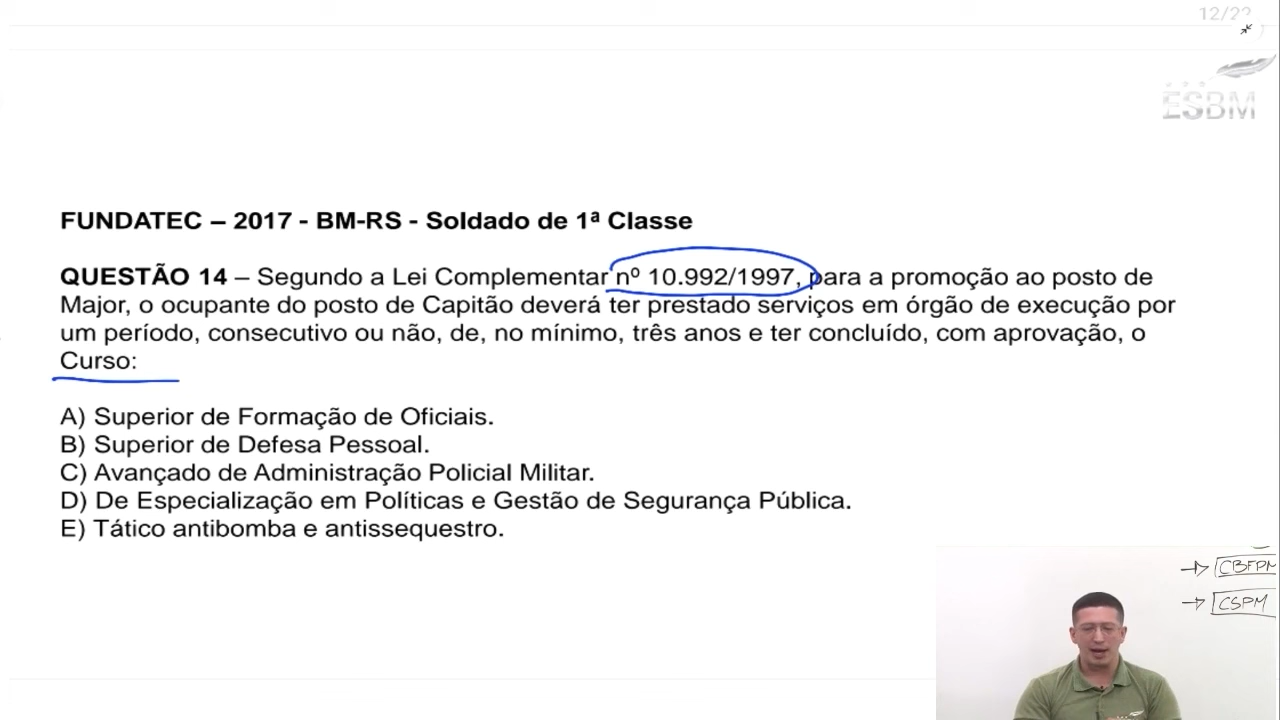 12/22
ESBM
FUNDATEC – 2017 - BM-RS - Soldado de 1ª Classe
QUESTÃO 14 – Segundo a Lei Complementar nº 10.992/1997, para a promoção ao posto de
Major, o ocupante do posto de Capitão deverá ter prestado serviços em órgão de execução por
um período, consecutivo ou não, de, no mínimo, três anos e ter concluído, com aprovação, o
Curso:
A) Superior de Formação de Oficiais.
B) Superior de Defesa Pessoal.
C) Avançado de Administração Policial Militar.
D) De Especialização em Políticas e Gestão de Segurança Pública.
E) Tático antibomba e antissequestro.
CBFPM
CSPM